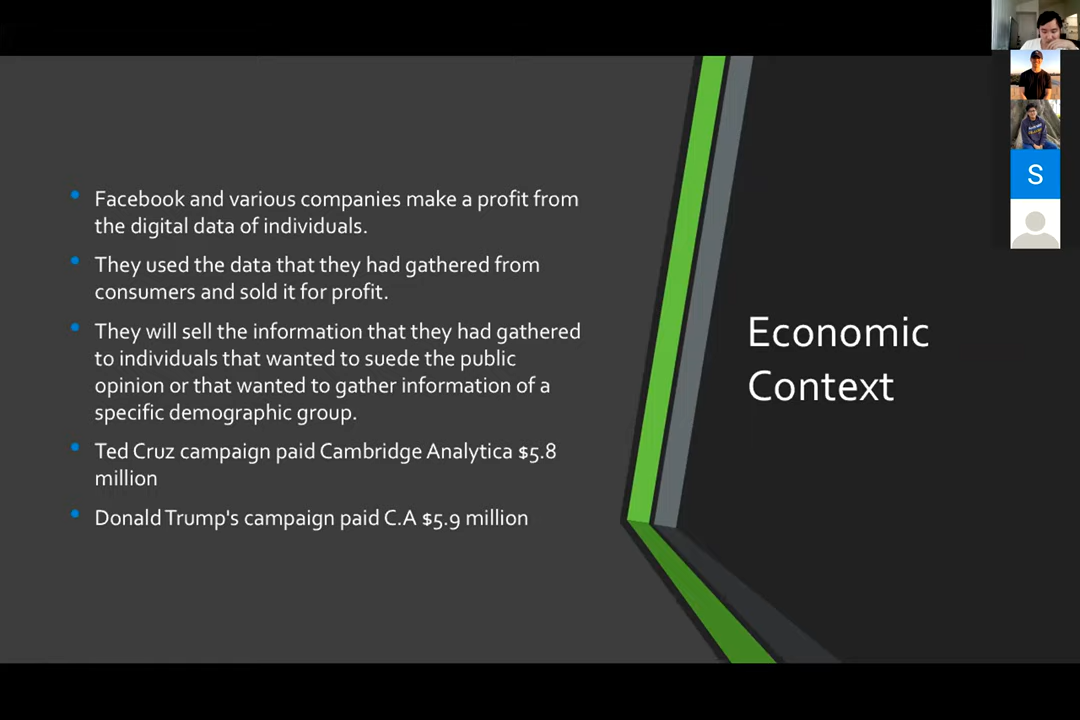 Facebook and various companies make a profit from
the digital data of individuals.
They used the data that they had gathered from
consumers and sold it for profit.
They will sell the information that they had gathered
to individuals that wanted to suede the public
opinion or that wanted to gather information of a
specific demographic group.
Ted Cruz campaign paid Cambridge Analytica $5.8
million
Donald Trump's campaign paid C.A $5.9 million
Economic
Context
S